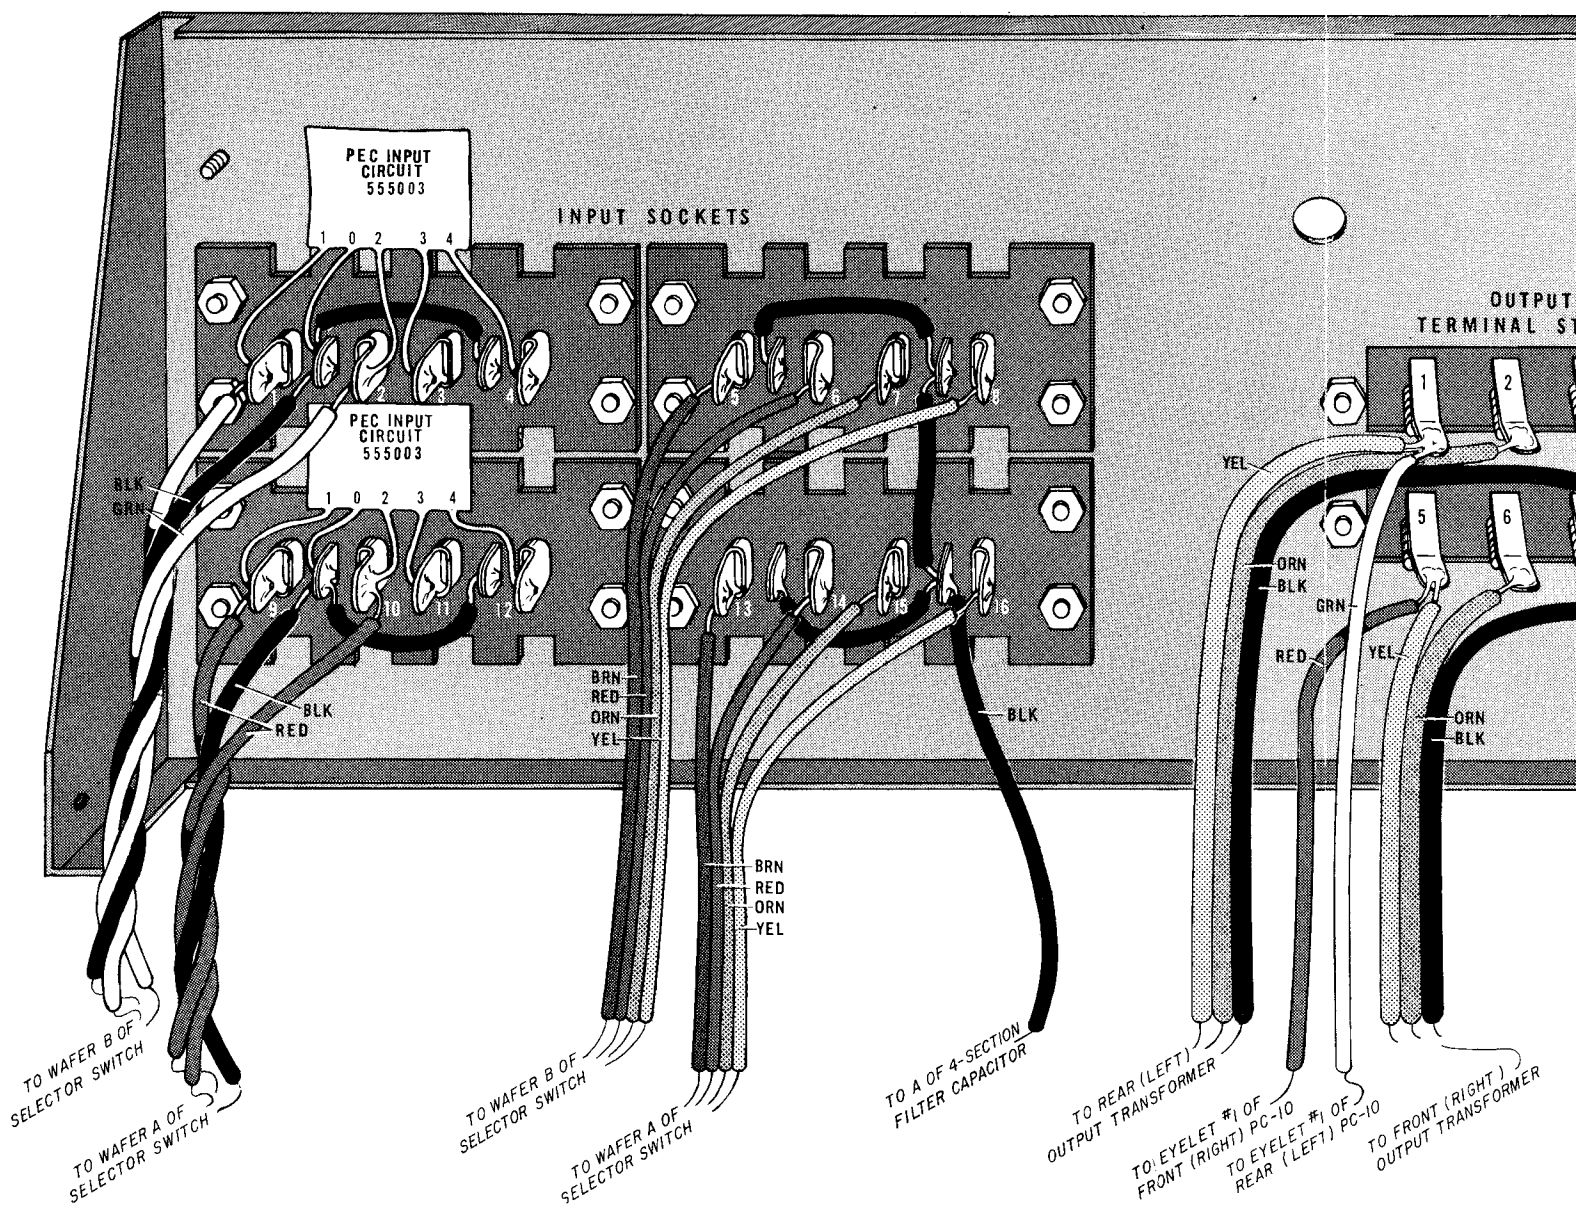 PEC INPUT
CIRCUIT
555003
1 0 2 3 4
INPUT SOCKETS
OUTPUT
TERMINAL ST
1 2 3 4
5 6 7 8
1 2
PEC INPUT
CIRCUIT
555003
1 0 2 3 4
BLK
GRN
YEL
5 6
9 10 11 12
13 14 15 16
ORN
BLK
GRN
RED
YEL
BRN
RED
ORN
YEL
BLK
RED
BLK
ORN
BLK
BRN
RED
ORN
YEL
TO WAFER B OF
SELECTOR SWITCH
TO WAFER A OF
SELECTOR SWITCH
TO WAFER B OF
SELECTOR SWITCH
TO WAFER A OF
SELECTOR SWITCH
TO A OF 4-SECTION
FILTER CAPACITOR
TO REAR (LEFT)
OUTPUT TRANSFORMER
TO EYELET #1 OF
FRONT (RIGHT) PC-10
TO EYELET #1 OF
REAR (LEFT) PC-10
TO FRONT (RIGHT)
OUTPUT TRANSFORMER